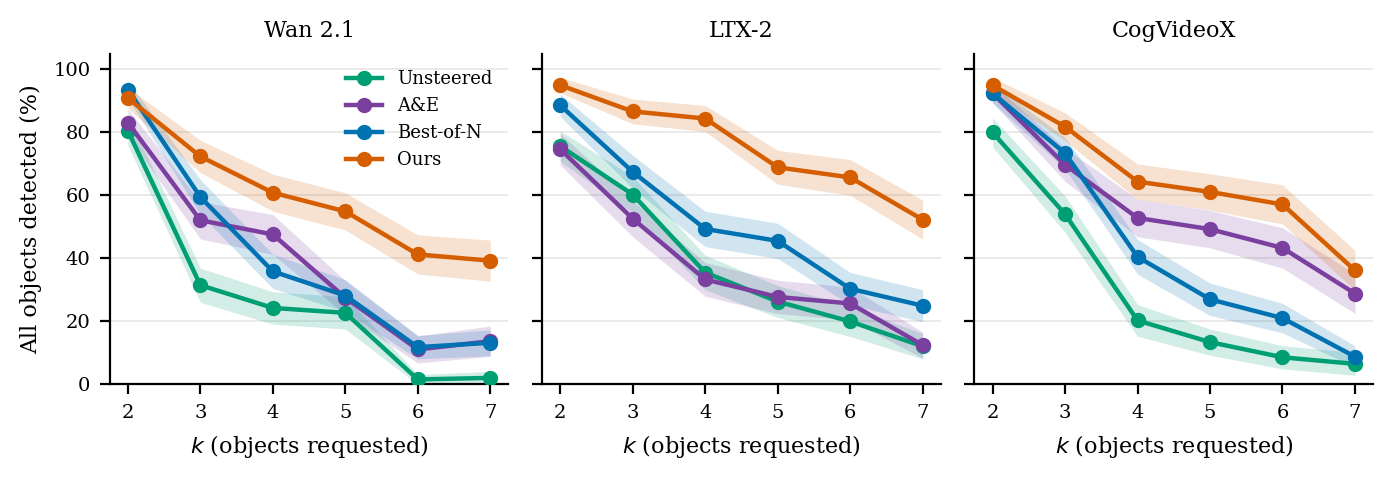 Wan 2.1
LTX-2
CogVideoX
All objects detected (%)
100
80
60
40
20
0
Unsteered
A&E
Best-of-N
Ours
2 3 4 5 6 7
2 3 4 5 6 7
2 3 4 5 6 7
k (objects requested)
k (objects requested)
k (objects requested)